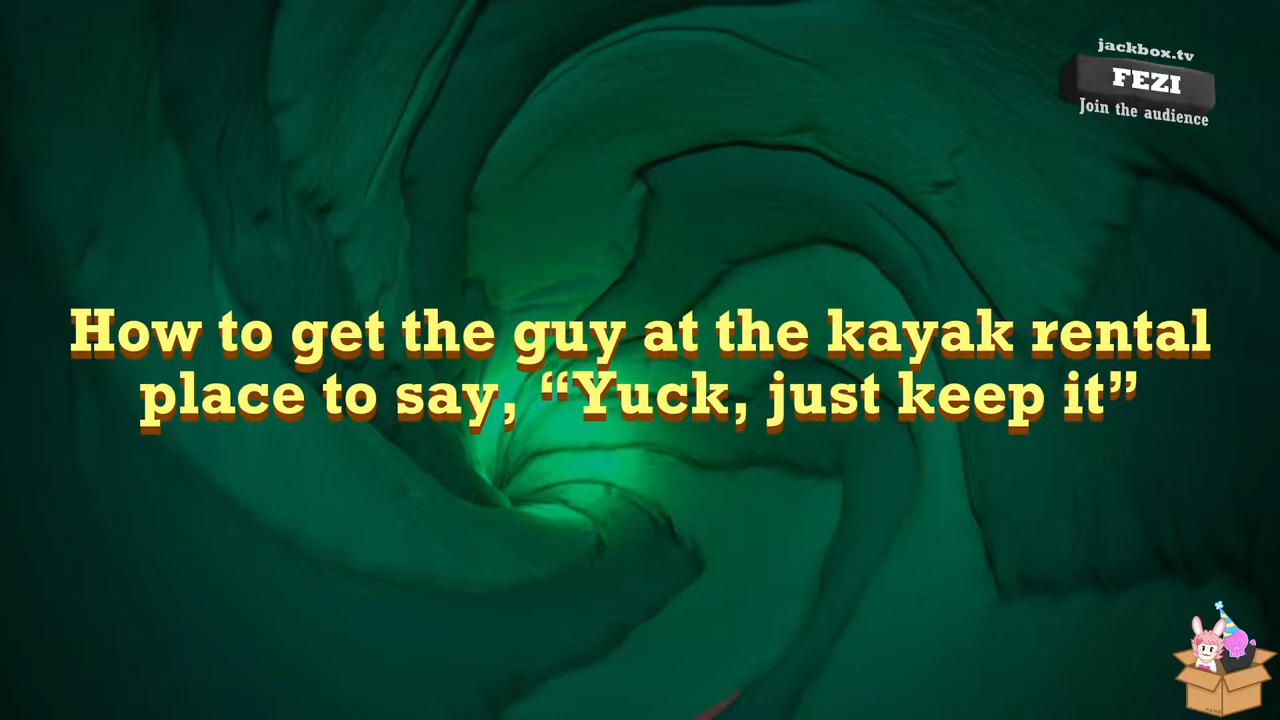 jackbox.tv
FEZI
Join the audience
How to get the guy at the kayak rental
place to say, “Yuck, just keep it”